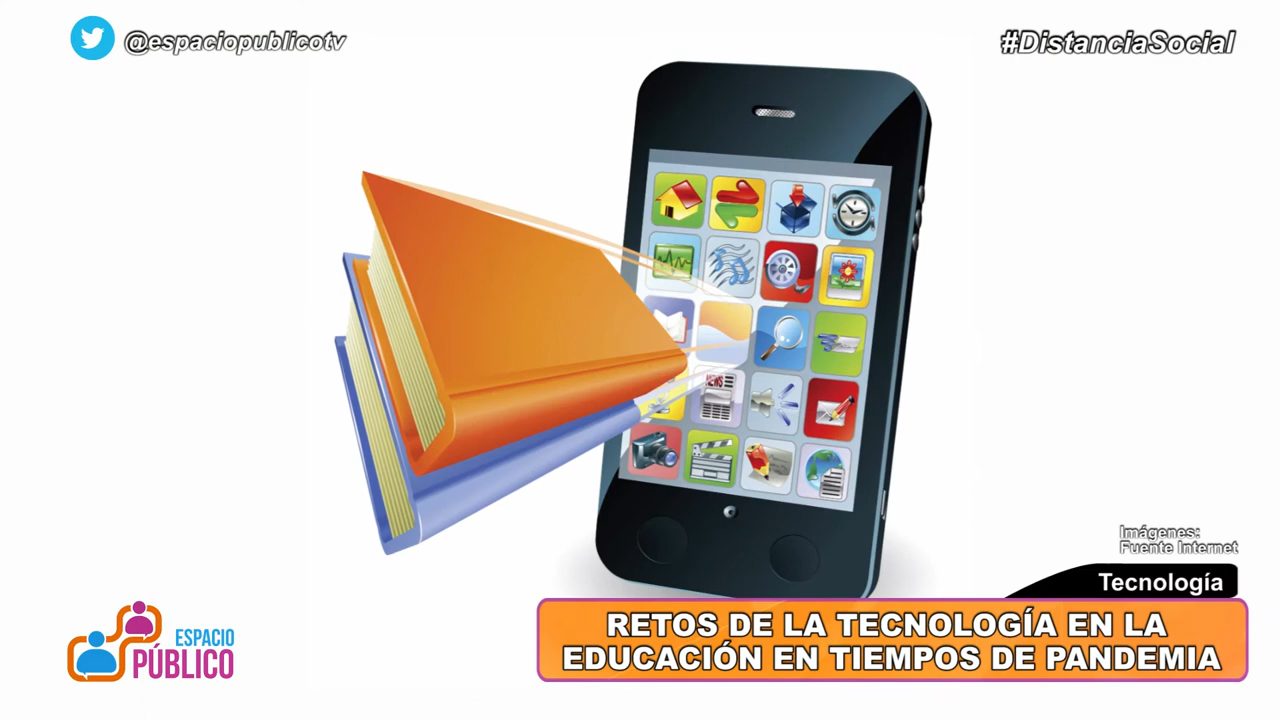 @espaciopublicotv
#DistanciaSocial
NEWS
Imágenes:
Fuente Internet
Tecnología
ESPACIO
PÚBLICO
RETOS DE LA TECNOLOGÍA EN LA
EDUCACIÓN EN TIEMPOS DE PANDEMIA